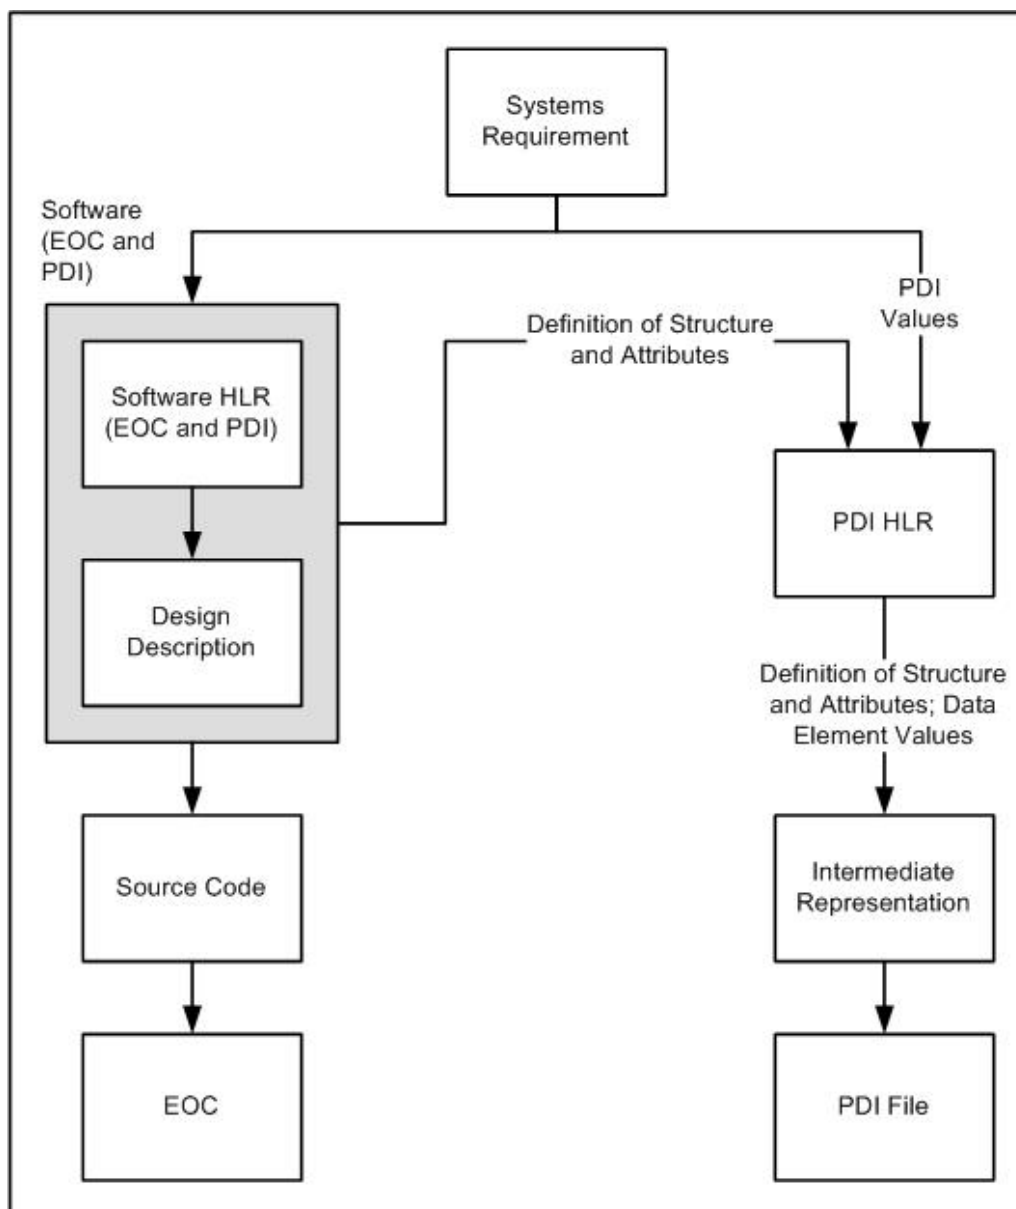 Systems
Requirement
Software
(EOC and
PDI)
PDI
Values
Definition of Structure
and Attributes
Software HLR
(EOC and PDI)
PDI HLR
Design
Description
Definition of Structure
and Attributes; Data
Element Values
Source Code
Intermediate
Representation
EOC
PDI File